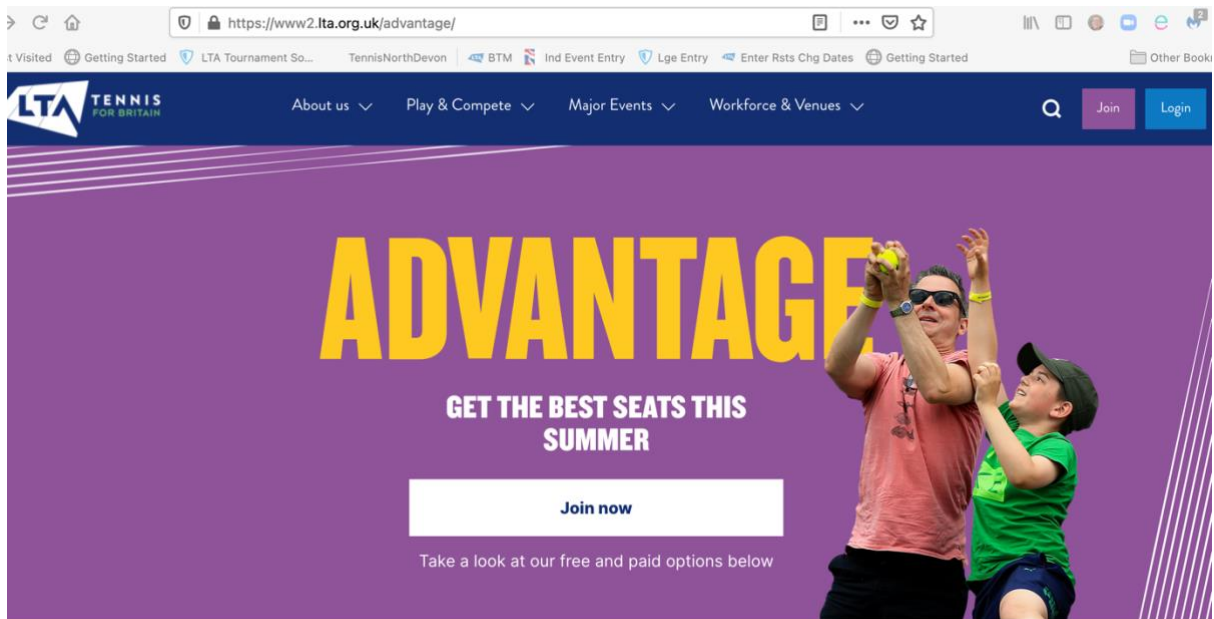 https://www2.lta.org.uk/advantage/
t Visited Getting Started LTA Tournament So... TennisNorthDevon BTM Ind Event Entry Lge Entry Enter Rsts Chg Dates Getting Started Other Book
LTA TENNIS FOR BRITAIN About us Play & Compete Major Events Workforce & Venues Join Login
ADVANTAGE
GET THE BEST SEATS THIS
SUMMER
Join now
Take a look at our free and paid options below